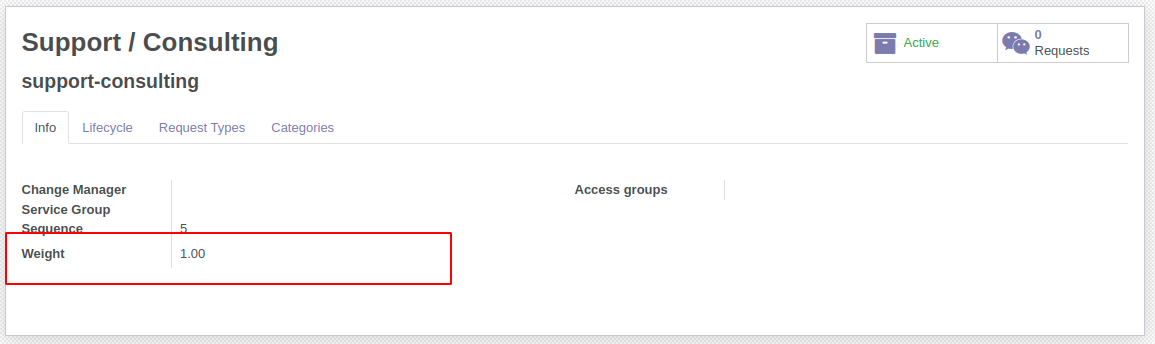 Support / Consulting
support-consulting
Active
0
Requests
Info Lifecycle Request Types Categories
Change Manager
Service Group
Sequence 5
Weight 1.00
Access groups